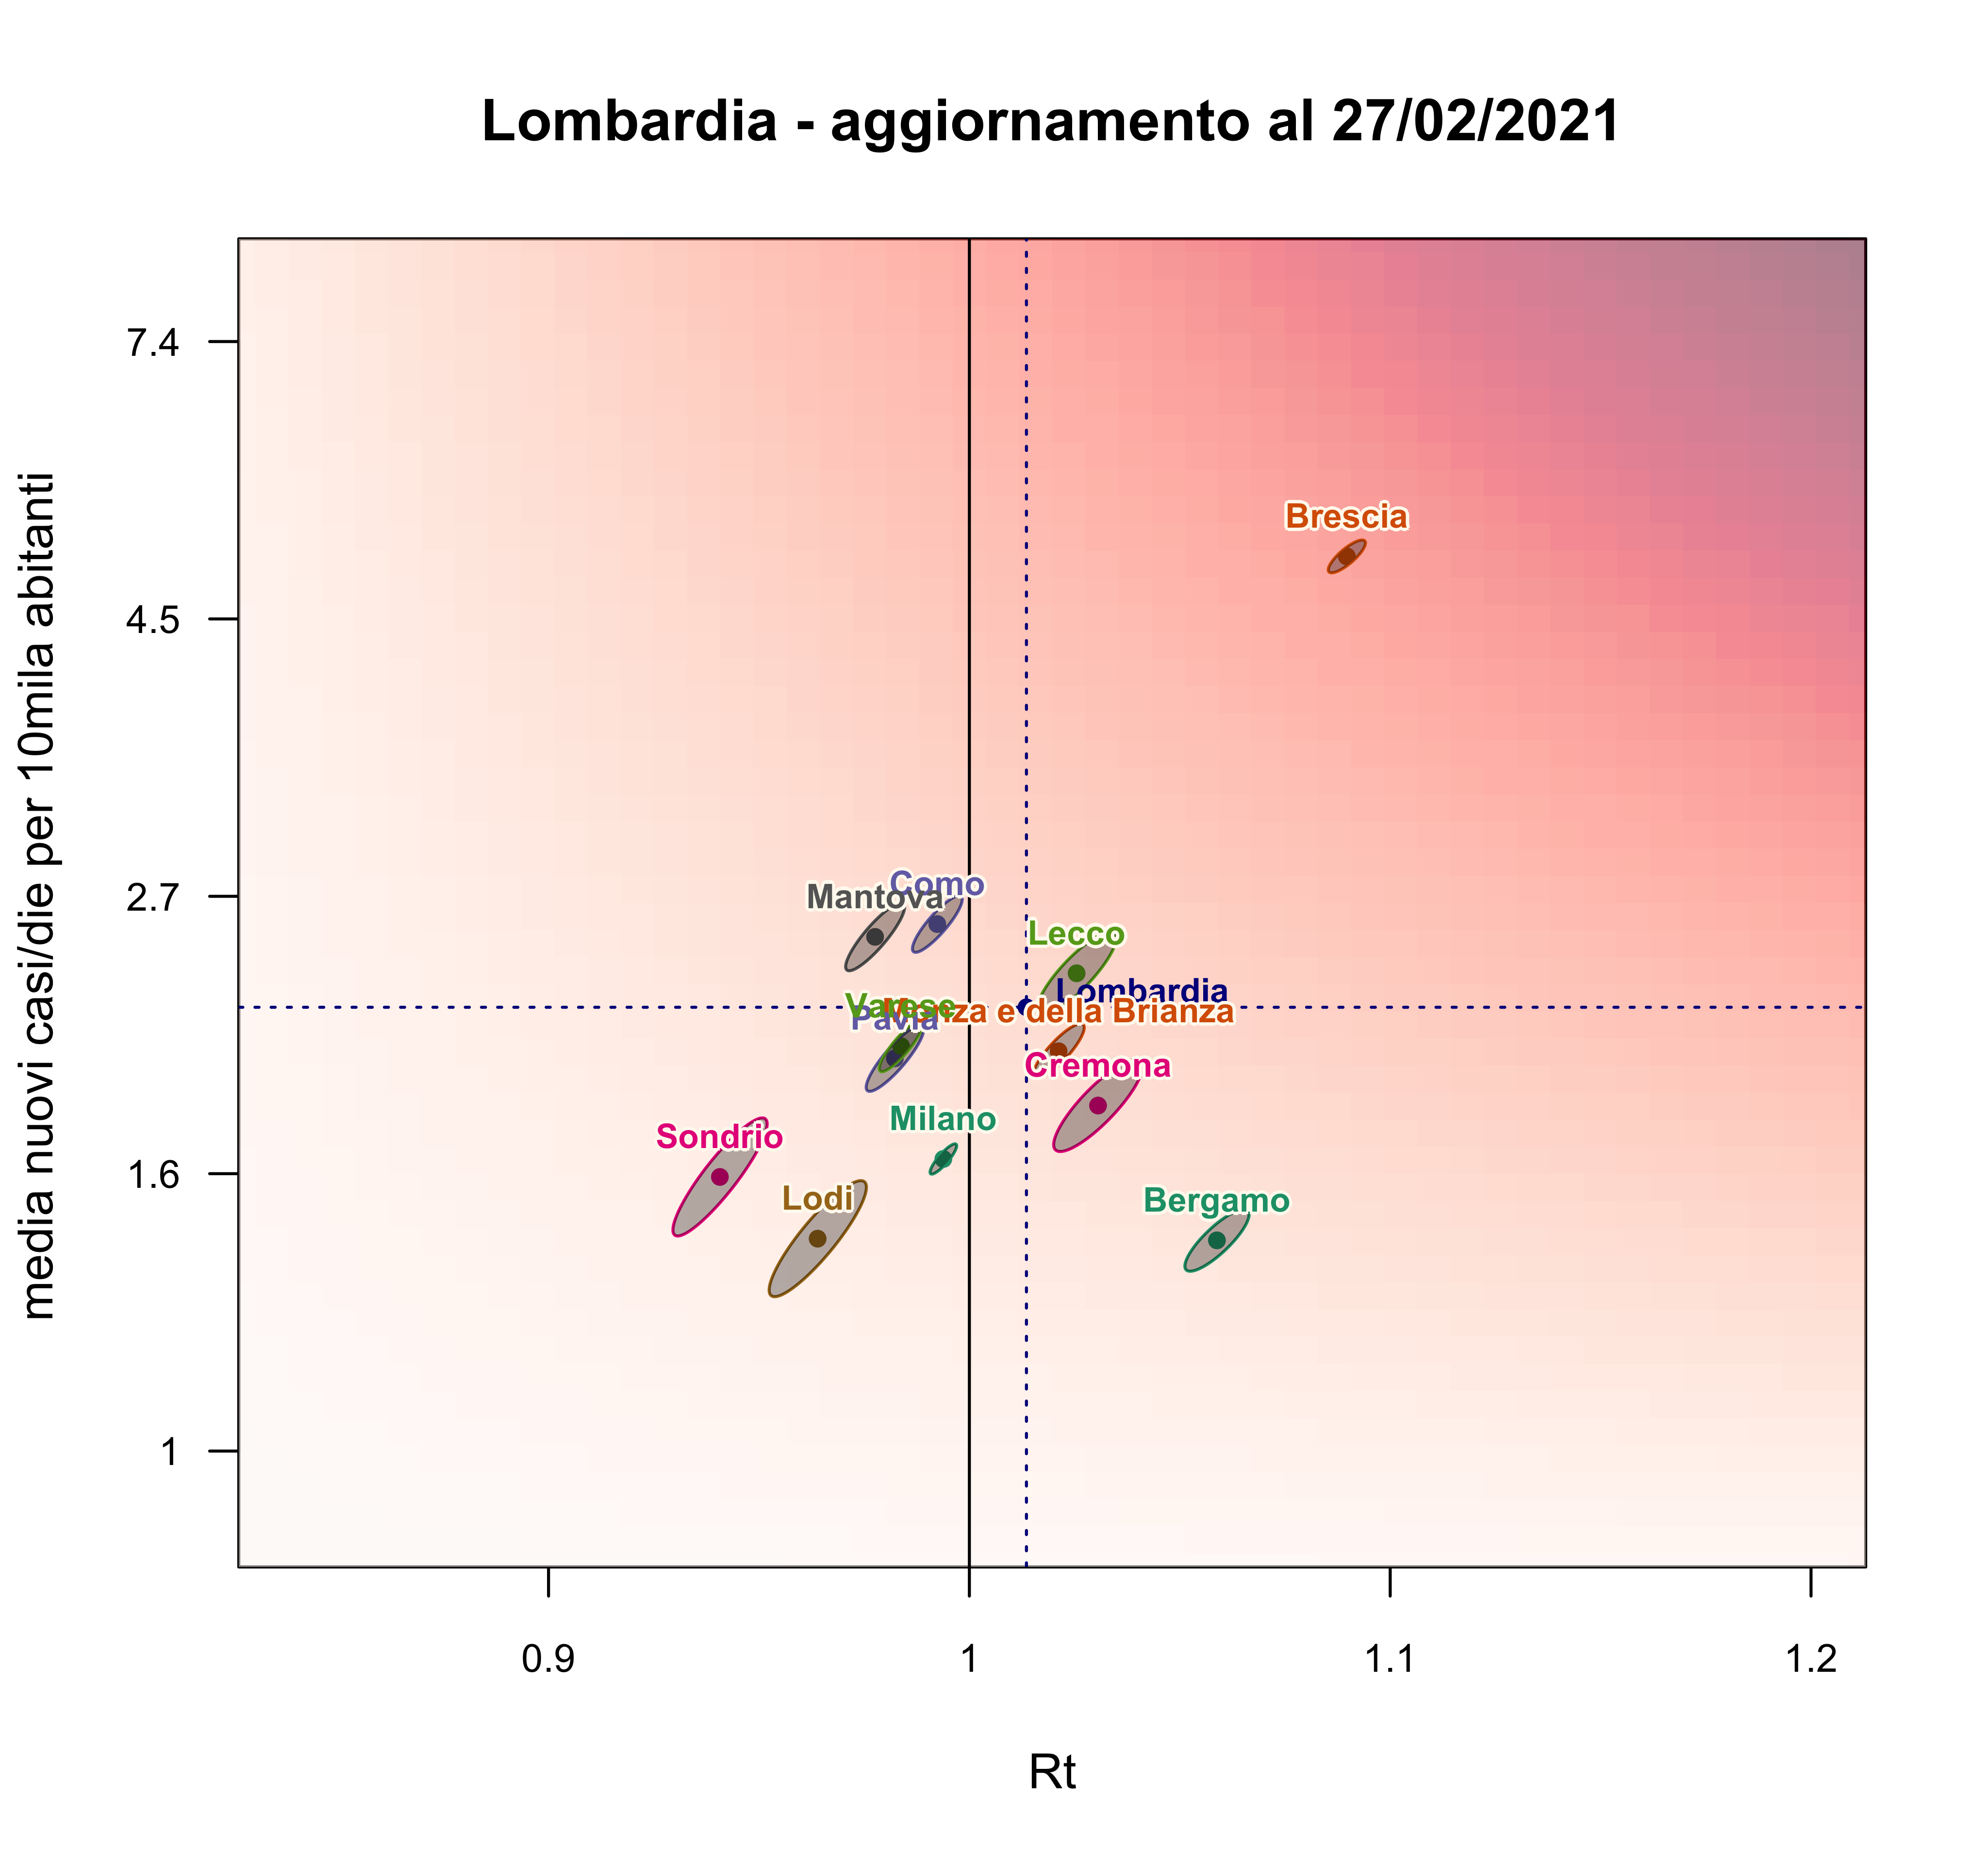 Lombardia - aggiornamento al 27/02/2021
media nuovi casi/die per 10mila abitanti
7.4
4.5
2.7
1.6
1
Brescia
Como
Mantova
Lecco
Lombardia
Varese
Monza e della Brianza
Pavia
Cremona
Milano
Sondrio
Lodi
Bergamo
0.9
1
1.1
1.2
Rt